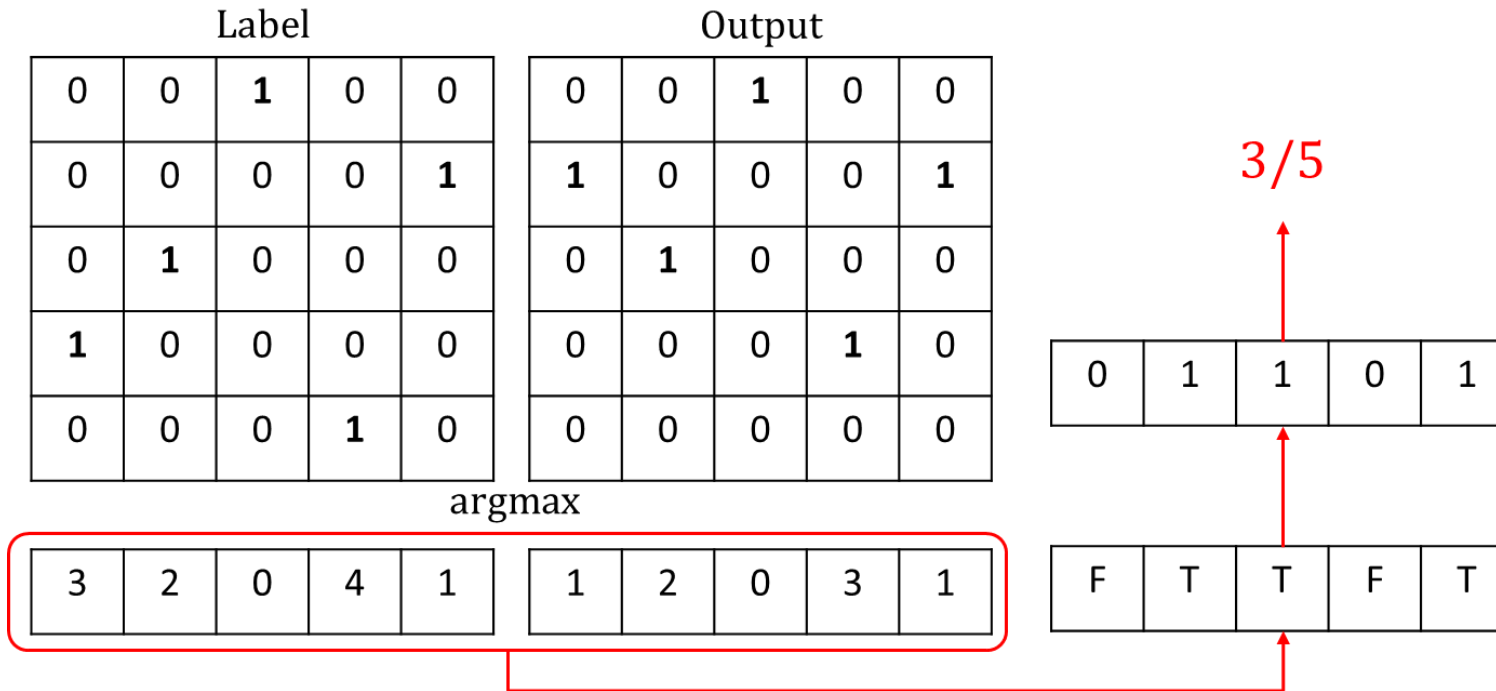 Label
0 0 1 0 0
0 0 0 0 1
0 1 0 0 0
1 0 0 0 0
0 0 0 1 0
Output
0 0 1 0 0
1 0 0 0 1
0 1 0 0 0
0 0 0 1 0
0 0 0 0 0
argmax
3 2 0 4 1
1 2 0 3 1
3/5
0 1 1 0 1
F T T F T